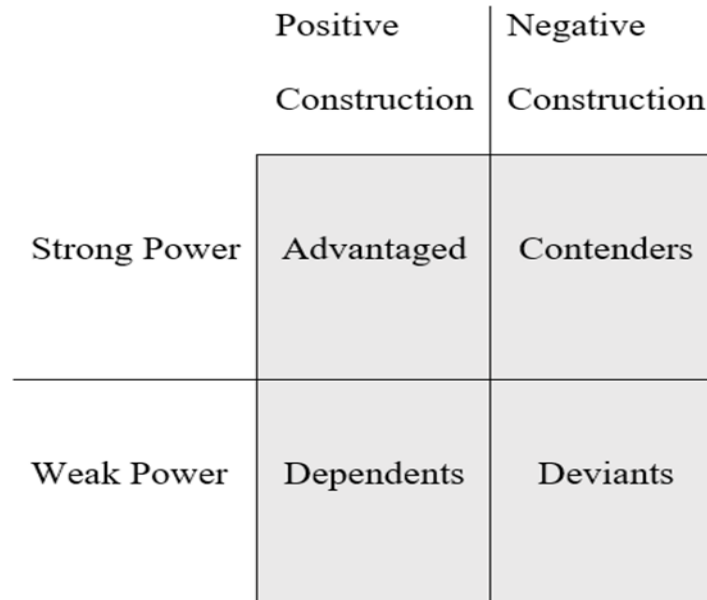 Positive
Construction
Negative
Construction
Strong Power
Advantaged
Contenders
Weak Power
Dependents
Deviants